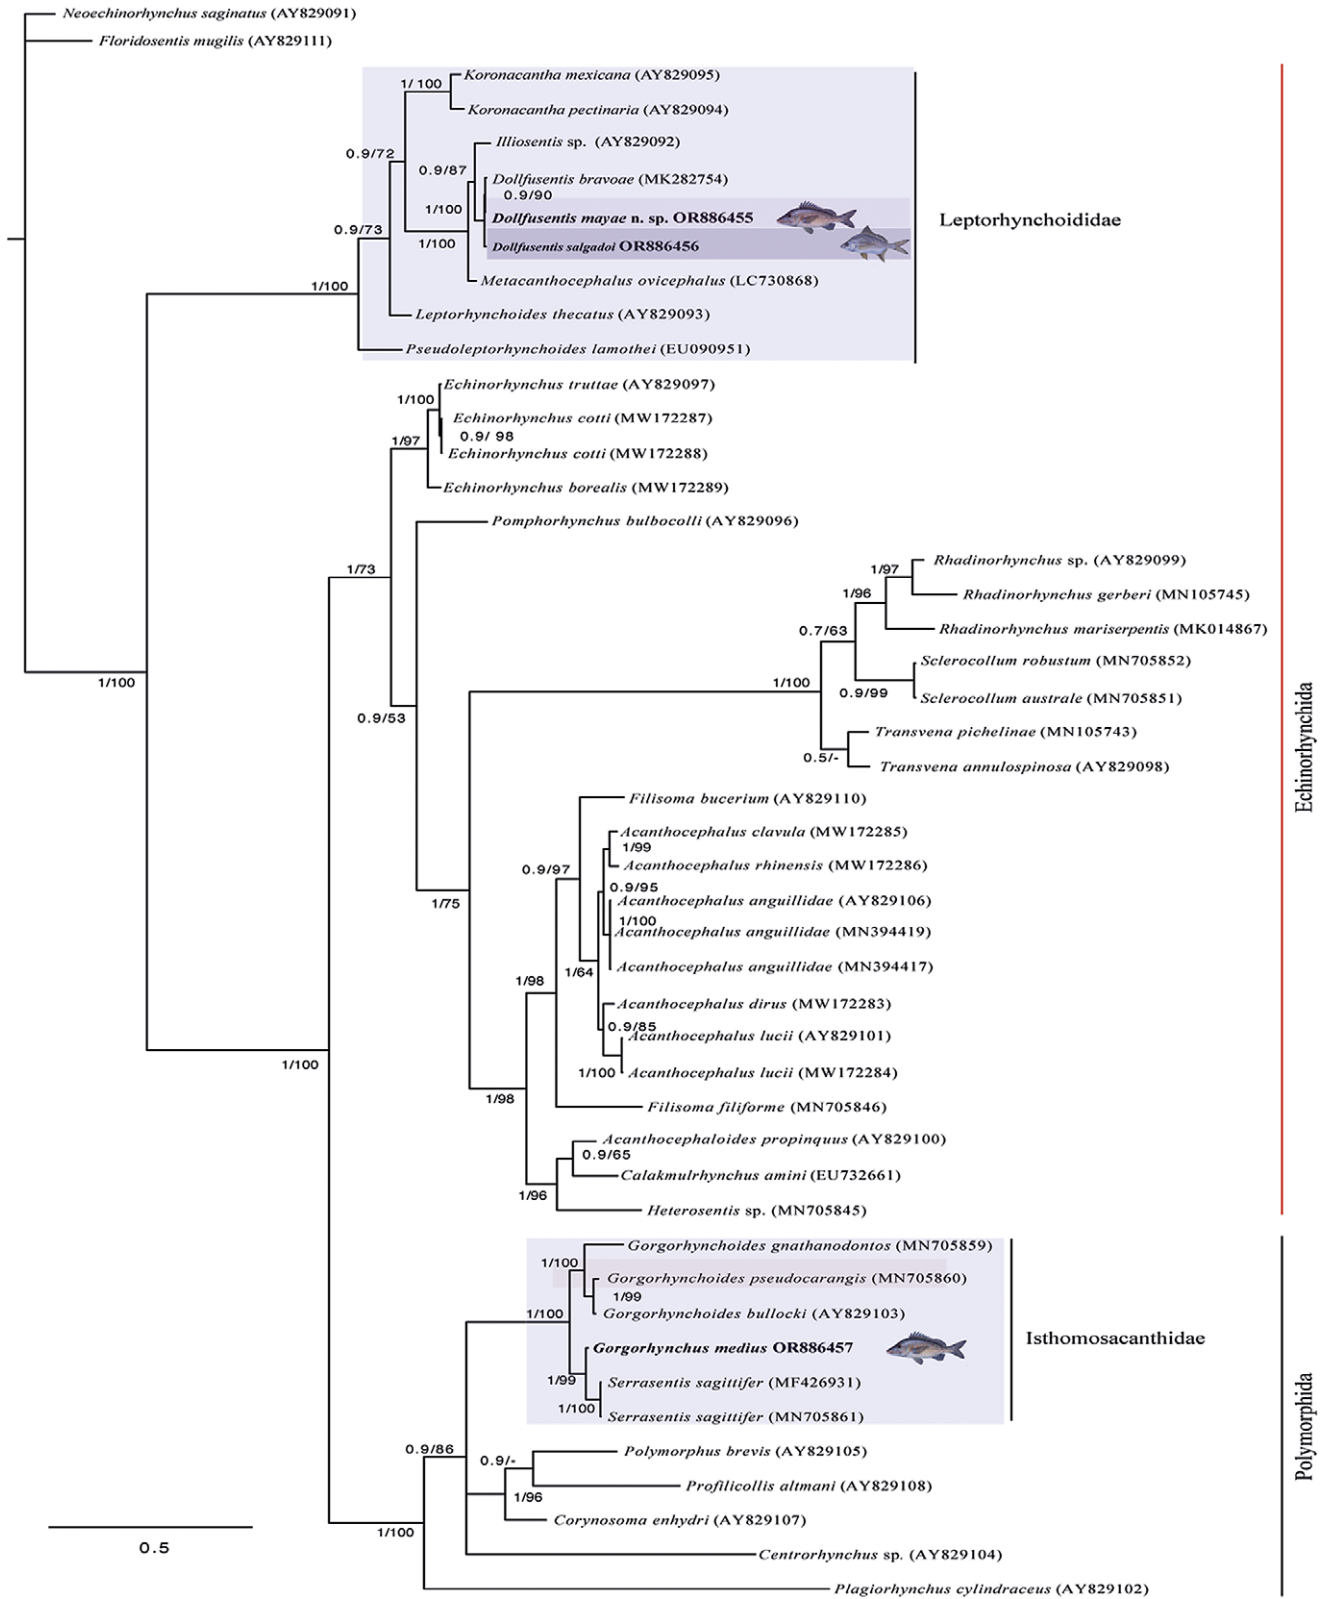 Neoechinorhynchus saginatus (AY829091)
Floridosentis mugilis (AY829111)
Koronacantha mexicana (AY829095)
1/ 100
Koronacantha pectinaria (AY829094)
Illiosentis sp. (AY829092)
0.9/72
0.9/87
Dollfusentis bravoae (MK282754)
0.9/90
1/100
Dollfusentis mayae n. sp. OR886455
Leptorhynchoididae
0.9/73
1/100
Dollfusentis salgadoi OR886456
Metacanthocephalus ovicephalus (LC730868)
1/100
Leptorhynchoides thecatus (AY829093)
Pseudoleptorhynchoides lamothei (EU090951)
Echinorhynchus truttae (AY829097)
1/100
Echinorhynchus cotti (MW172287)
0.9/ 98
1/97
Echinorhynchus cotti (MW172288)
Echinorhynchus borealis (MW172289)
Pomphorhynchus bulbocolli (AY829096)
Rhadinorhynchus sp. (AY829099)
1/73
1/97
1/96
Rhadinorhynchus gerberi (MN105745)
0.7/63
Rhadinorhynchus mariserpentis (MK014867)
Sclerocollum robustum (MN705852)
1/100
1/100
0.9/99
Sclerocollum australe (MN705851)
0.9/53
Transvena pichelinae (MN105743)
0.5/-
Transvena annulospinosa (AY829098)
Echinorhynchida
Filisoma bucerium (AY829110)
Acanthocephalus clavula (MW172285)
1/99
0.9/97
Acanthocephalus rhinensis (MW172286)
0.9/95
1/75
Acanthocephalus anguillidae (AY829106)
1/100
Acanthocephalus anguillidae (MN394419)
1/64
Acanthocephalus anguillidae (MN394417)
1/98
Acanthocephalus dirus (MW172283)
0.9/85
Acanthocephalus lucii (AY829101)
1/100
1/100
Acanthocephalus lucii (MW172284)
1/98
Filisoma filiforme (MN705846)
Acanthocephaloides propinquus (AY829100)
0.9/65
Calakmulrhynchus amini (EU732661)
1/96
Heterosentis sp. (MN705845)
Gorgorhynchoides gnathanodontos (MN705859)
1/100
Gorgorhynchoides pseudocarangis (MN705860)
1/99
1/100
Gorgorhynchoides bullocki (AY829103)
Isthomosacanthidae
Gorgorhynchus medius OR886457
1/99
Serrasentis sagittifer (MF426931)
1/100
Serrasentis sagittifer (MN705861)
Polymorphida
0.9/86
Polymorphus brevis (AY829105)
0.9/-
Profilicollis altmani (AY829108)
1/96
Corynosoma enhydri (AY829107)
1/100
0.5
Centrorhynchus sp. (AY829104)
Plagiorhynchus cylindraceus (AY829102)